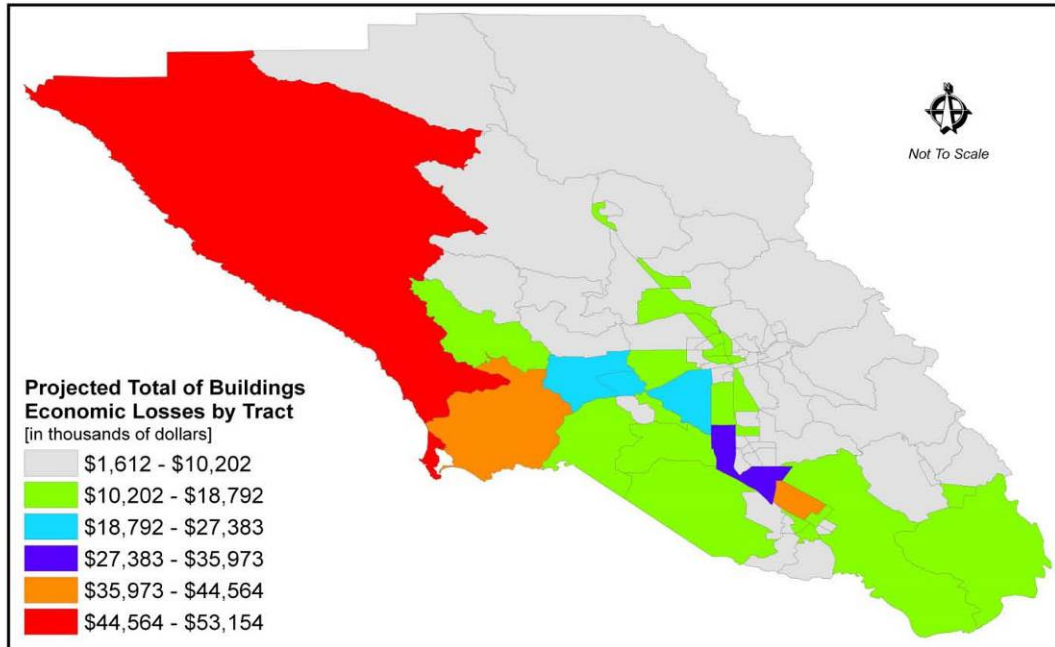 Not To Scale
Projected Total of Buildings
Economic Losses by Tract
[in thousands of dollars]
$1,612 - $10,202
$10,202 - $18,792
$18,792 - $27,383
$27,383 - $35,973
$35,973 - $44,564
$44,564 - $53,154